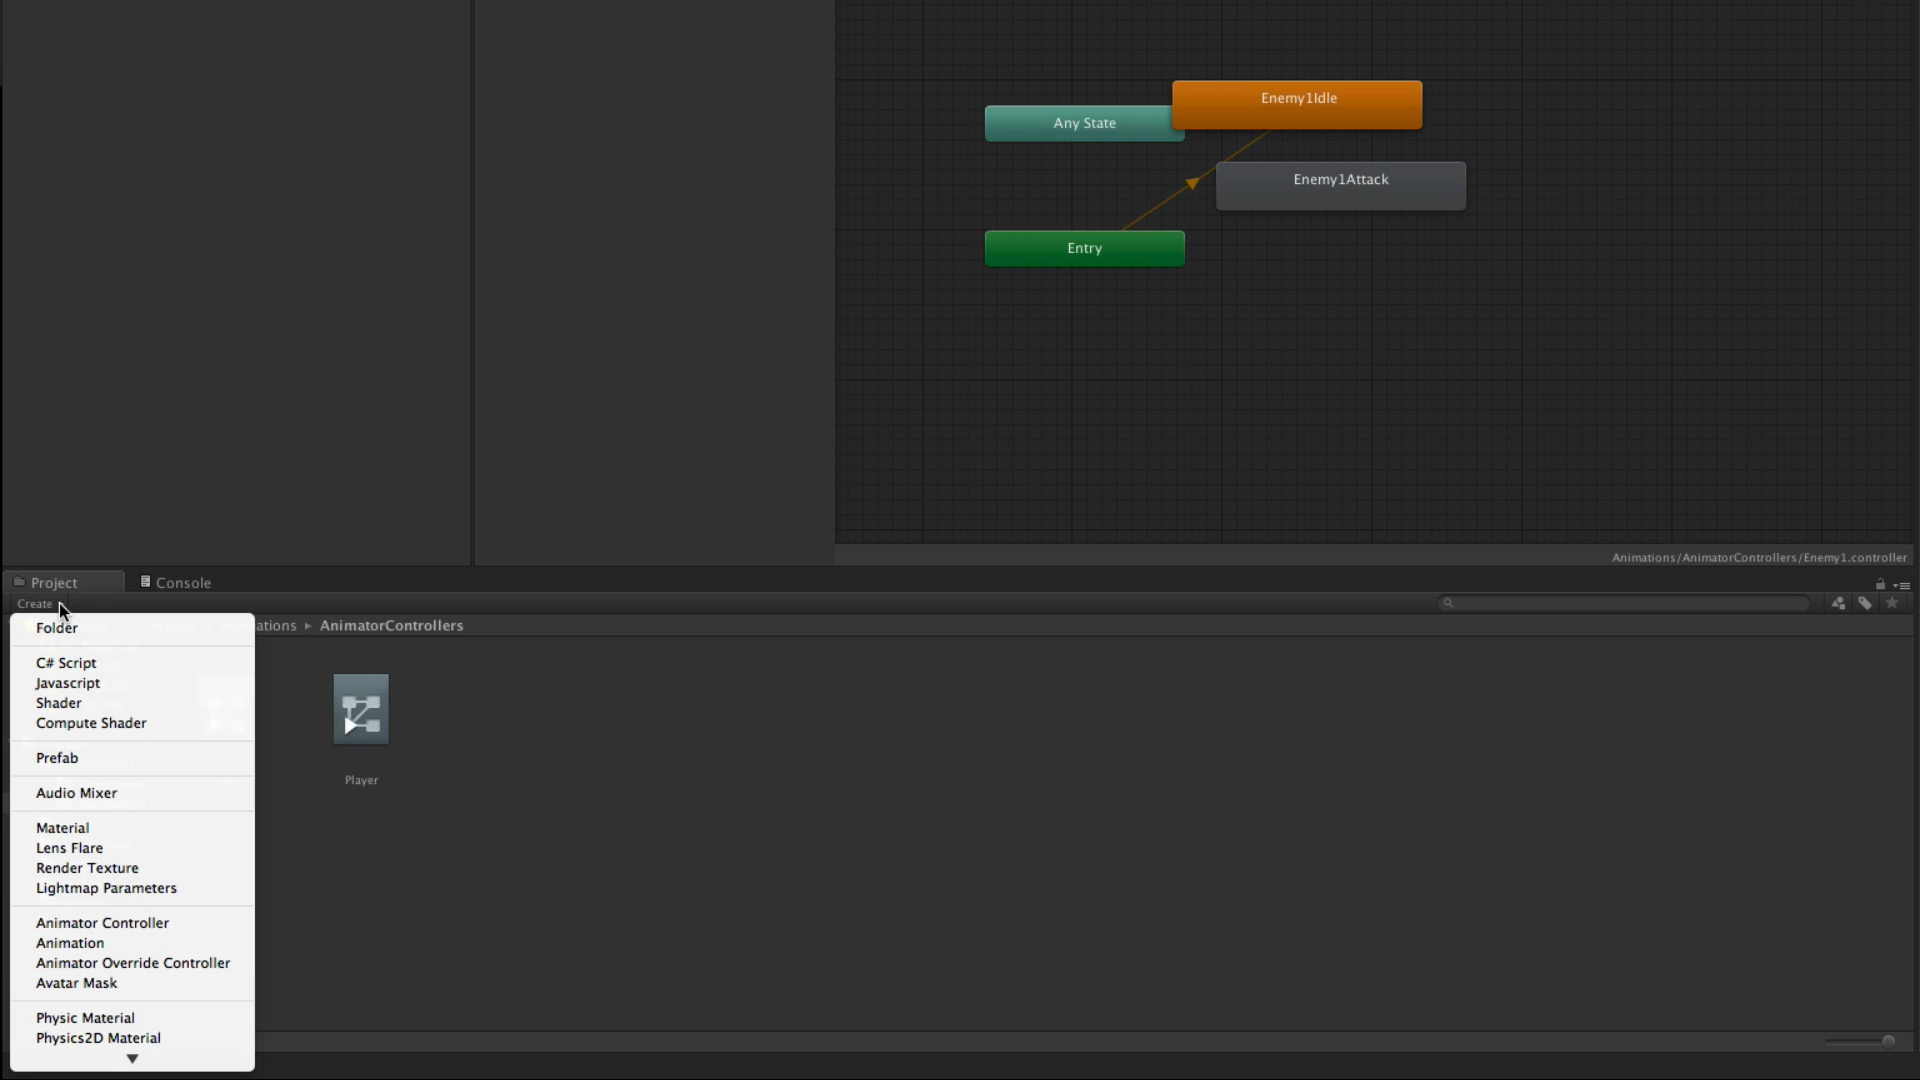 Enemy1Idle
Any State
Enemy1Attack
Entry
Animations/AnimatorControllers/Enemy1.controller
Project
Console
Create
Folder
ations ▸ AnimatorControllers
C# Script
Javascript
Shader
Compute Shader
Prefab
Player
Audio Mixer
Material
Lens Flare
Render Texture
Lightmap Parameters
Animator Controller
Animation
Animator Override Controller
Avatar Mask
Physic Material
Physics2D Material